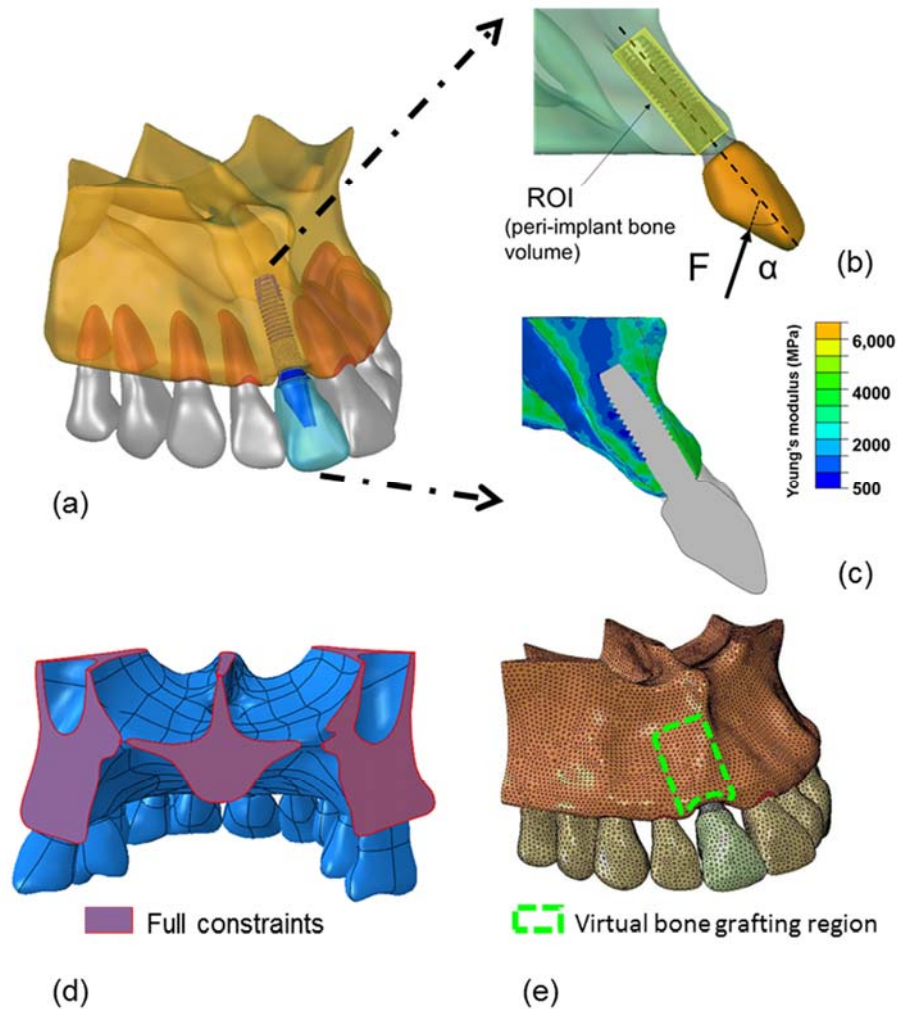 ROI
(peri-implant bone
volume)
F
α
(b)
(a)
Young's modulus (MPa)
6,000
4000
2000
500
(c)
Full constraints
Virtual bone grafting region
(d)
(e)